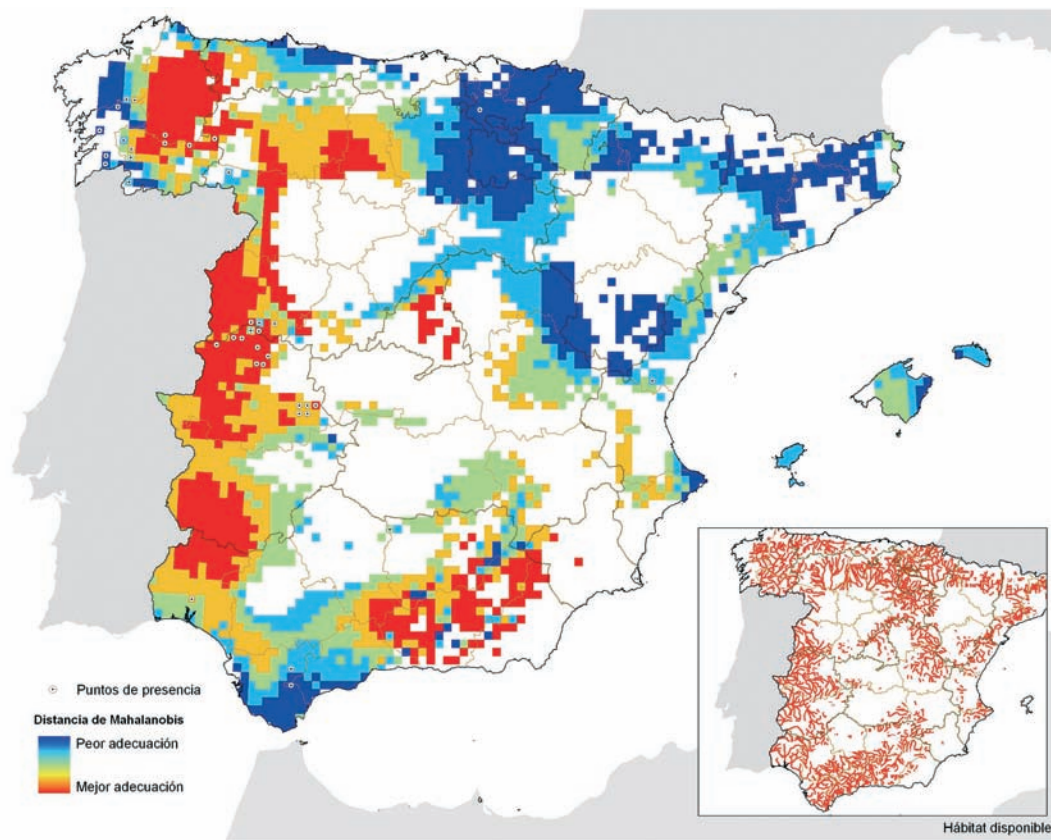 Puntos de presencia
Distancia de Mahalanobis
Peor adecuación
Mejor adecuación
Hábitat disponible